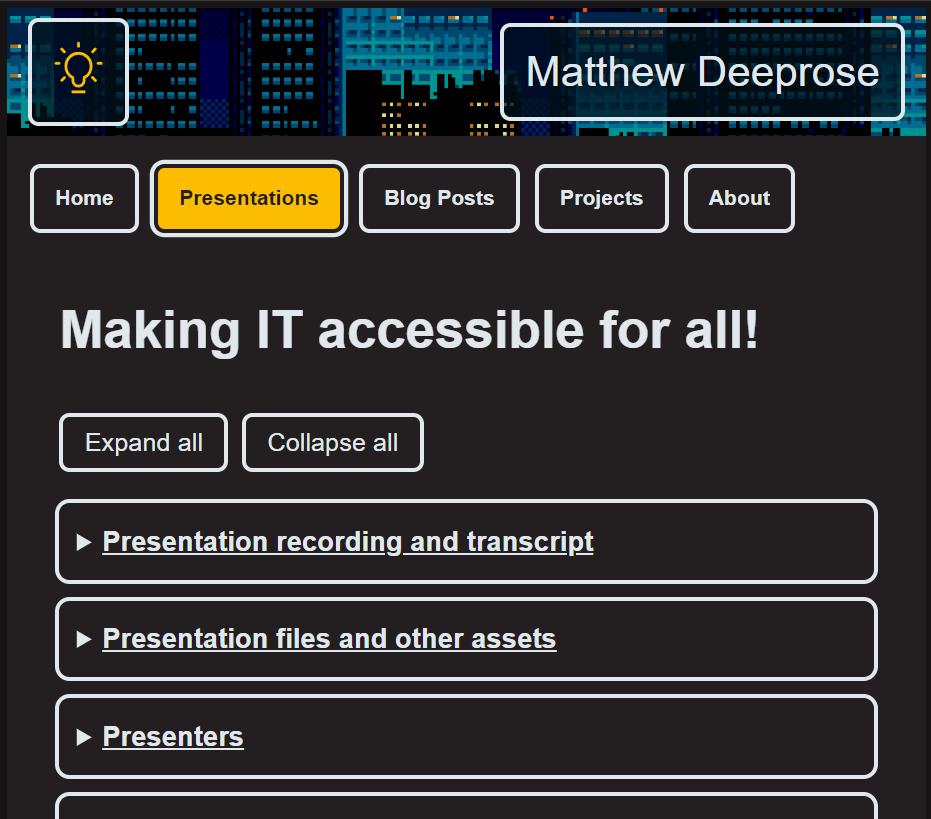 Matthew Deeprose
Home
Presentations
Blog Posts
Projects
About
Making IT accessible for all!
Expand all
Collapse all
Presentation recording and transcript
Presentation files and other assets
Presenters